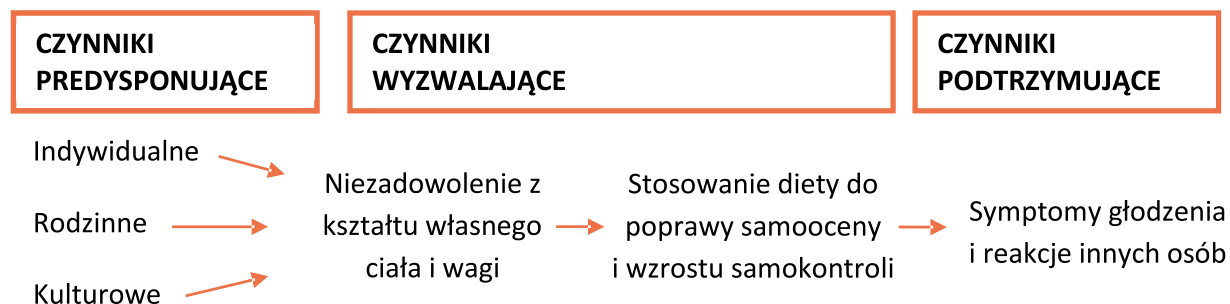 CZYNNIKI
PREDYSPONUJĄCE
CZYNNIKI
WYZWALAJĄCE
CZYNNIKI
PODTRZYMUJĄCE
Indywidualne
Rodzinne
Kulturowe
Niezadowolenie z
kształtu własnego
ciała i wagi
Stosowanie diety do
poprawy samooceny
i wzrostu samokontroli
Symptomy głodzenia
i reakcje innych osób